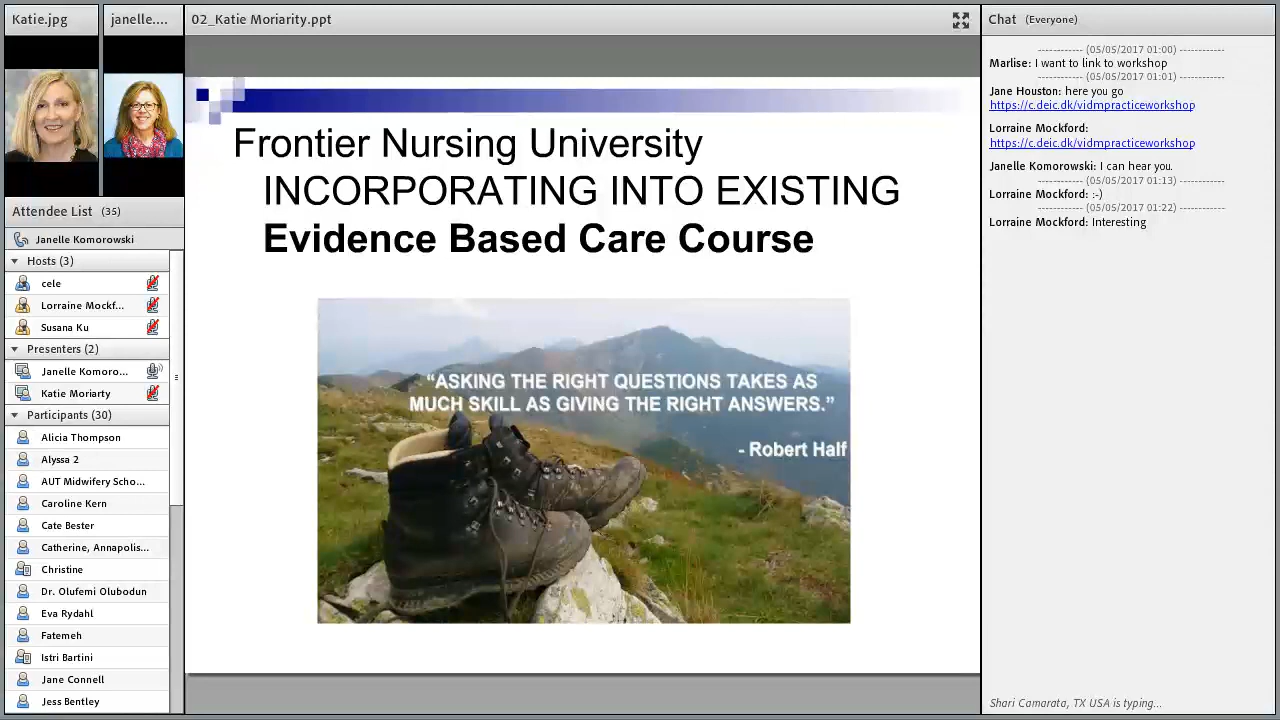 Katie.jpg
janelle....
02_Katie Moriarity.ppt
Chat (Everyone)
Frontier Nursing University
INCORPORATING INTO EXISTING
Evidence Based Care Course
“ASKING THE RIGHT QUESTIONS TAKES AS
MUCH SKILL AS GIVING THE RIGHT ANSWERS.”
- Robert Half
Attendee List (35)
Janelle Komorowski
Hosts (3)
cele
Lorraine Mockf...
Susana Ku
Presenters (2)
Janelle Komoro...
Katie Moriarty
Participants (30)
Alicia Thompson
Alyssa 2
AUT Midwifery Scho...
Caroline Kern
Cate Bester
Catherine, Annapolis...
Christine
Dr. Olufemi Olubodun
Eva Rydahl
Fatemeh
Istri Bartini
Jane Connell
Jess Bentley
------------ (05/05/2017 01:00) ------------
Marlise: I want to link to workshop
------------ (05/05/2017 01:01) ------------
Jane Houston: here you go
https://c.deic.dk/vidmpracticeworkshop
Lorraine Mockford:
https://c.deic.dk/vidmpracticeworkshop
Janelle Komorowski: I can hear you.
------------ (05/05/2017 01:13) ------------
Lorraine Mockford: :-)
------------ (05/05/2017 01:22) ------------
Lorraine Mockford: Interesting
Shari Camarata, TX USA is typing...